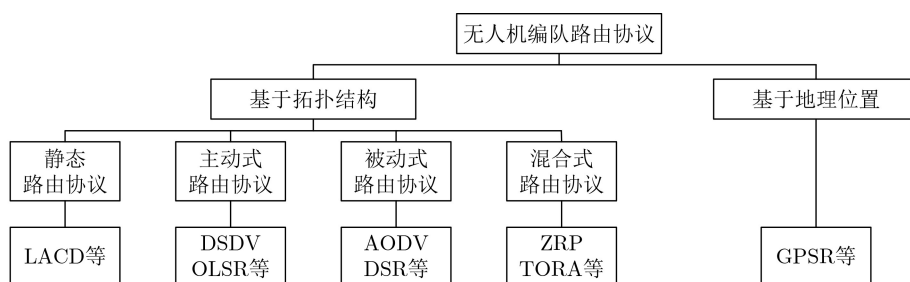 无人机编队路由协议
基于拓扑结构
基于地理位置
静态
路由协议
主动式
路由协议
被动式
路由协议
混合式
路由协议
LACD等
DSDV
OLSR等
AODV
DSR等
ZRP
TORA等
GPSR等